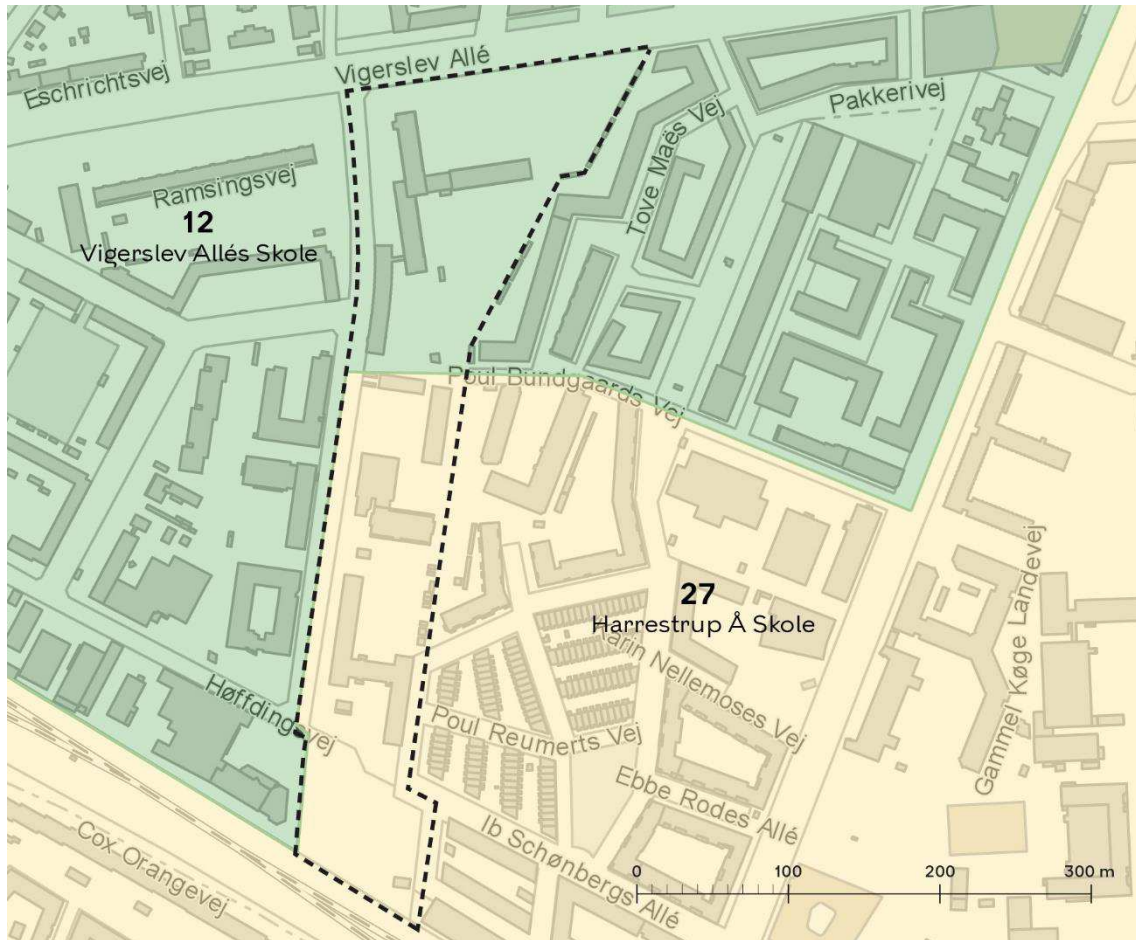 Vigerslev Allé
Eschrichtsvej
Pakkerivej
Tove Maës Vej
Ramsingsvej
12
Vigerslev Allés Skole
Poul Bundgaards Vej
27
Harrestrup Å Skole
Karin Nellemoses Vej
Gammel Køge Landevej
Høffdingsvej
Poul Reumerts Vej
Ebbe Rodes Allé
Ib Schønbergs Allé
Cox Orangevej
0 100 200 300 m